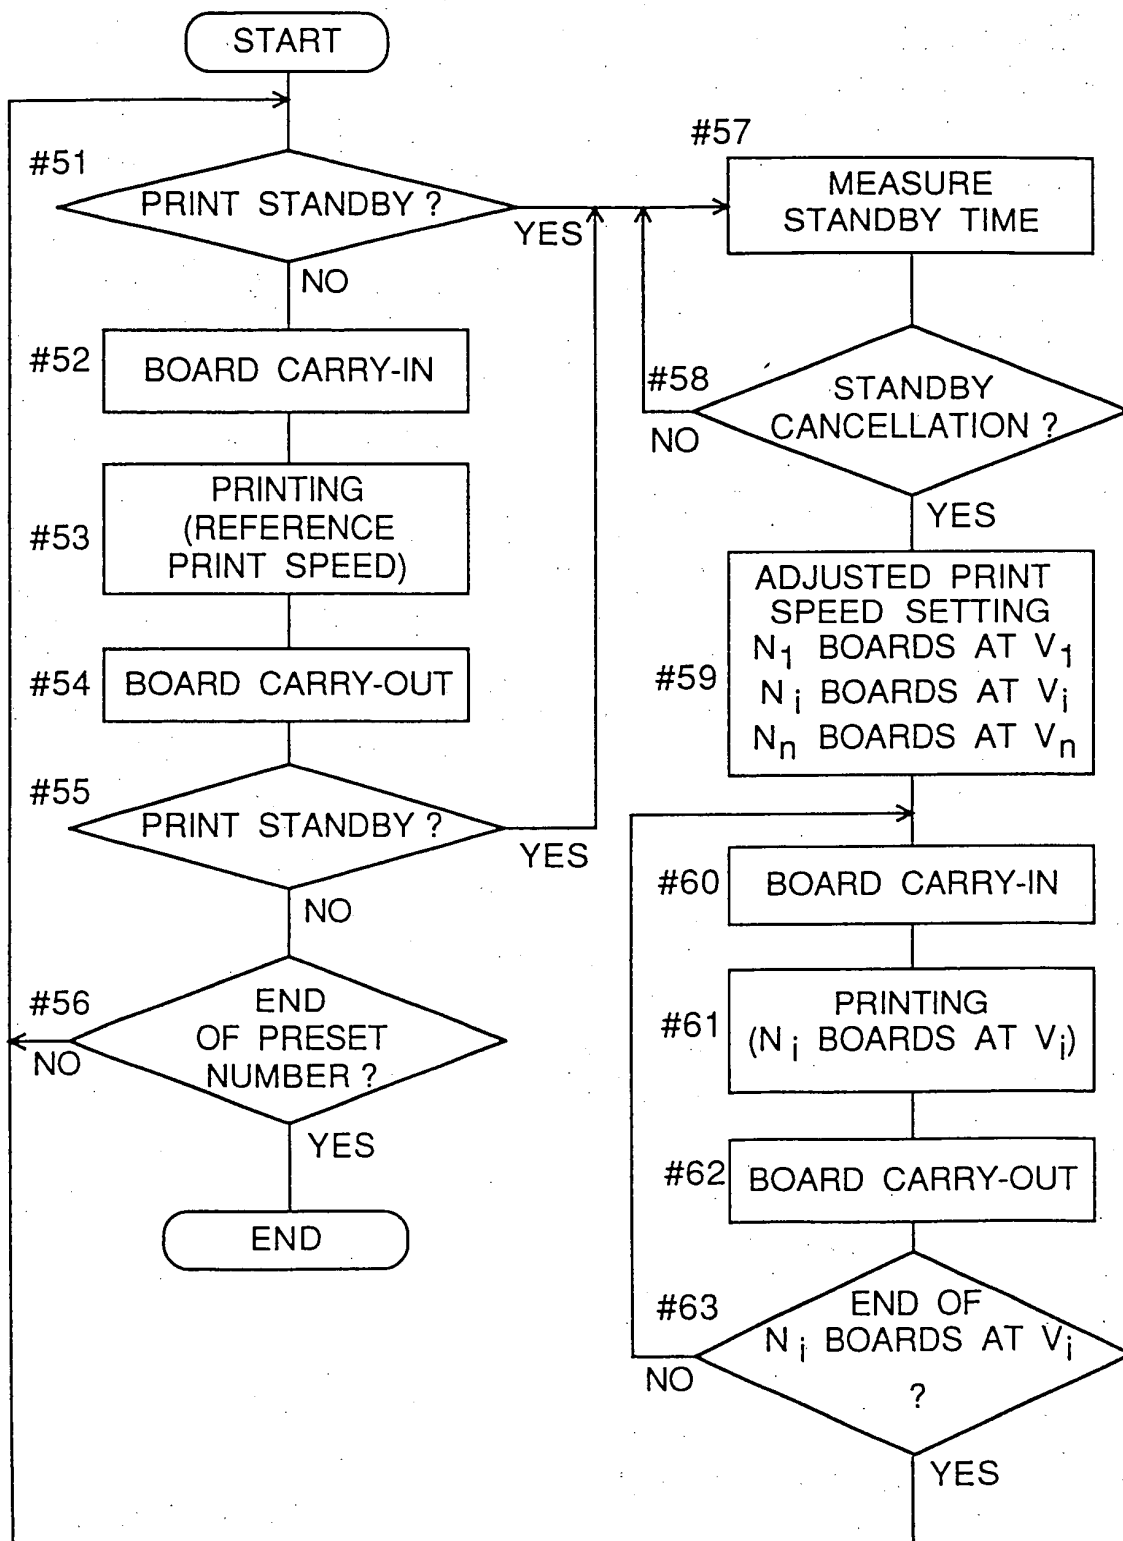 START
#51
PRINT STANDBY ?
YES
NO
#52
BOARD CARRY-IN
#53
PRINTING
(REFERENCE
PRINT SPEED)
#54
BOARD CARRY-OUT
#55
PRINT STANDBY ?
YES
NO
#56
END
OF PRESET
NUMBER ?
NO
YES
END
#57
MEASURE
STANDBY TIME
#58
STANDBY
CANCELLATION ?
NO
YES
#59
ADJUSTED PRINT
SPEED SETTING
N1 BOARDS AT V1
Ni BOARDS AT Vi
Nn BOARDS AT Vn
#60
BOARD CARRY-IN
#61
PRINTING
(Ni BOARDS AT Vi)
#62
BOARD CARRY-OUT
#63
END OF
Ni BOARDS AT Vi
?
NO
YES